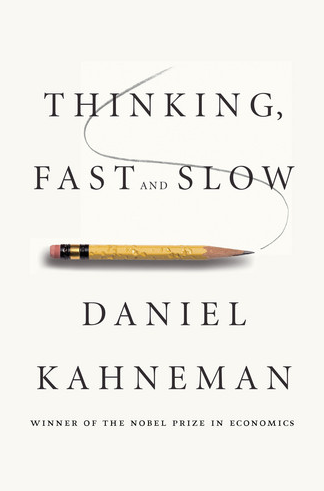 THINKING,
FAST AND SLOW
DANIEL
KAHNEMAN
WINNER OF THE NOBEL PRIZE IN ECONOMICS